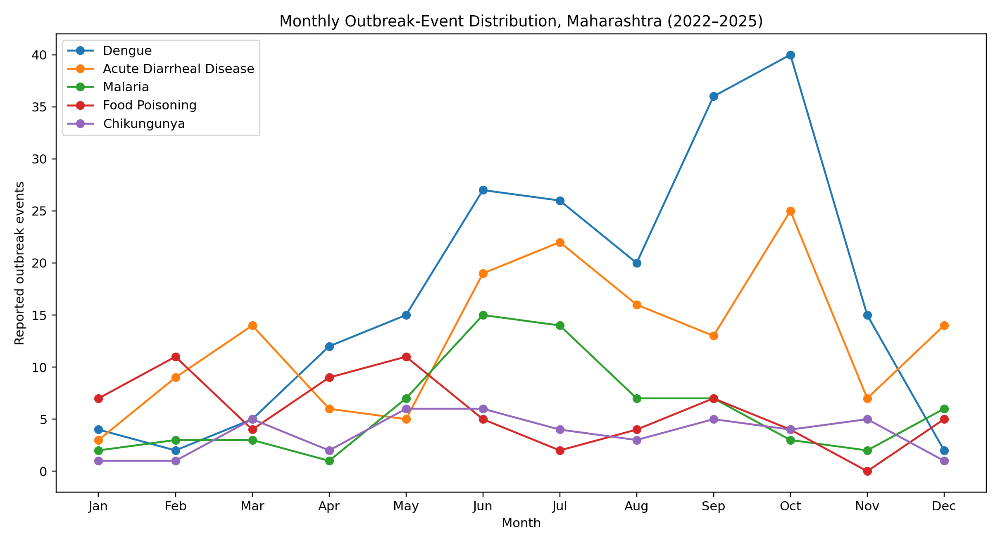 Monthly Outbreak-Event Distribution, Maharashtra (2022–2025)
Dengue
Acute Diarrheal Disease
Malaria
Food Poisoning
Chikungunya
Reported outbreak events
40
35
30
25
20
15
10
5
0
Jan Feb Mar Apr May Jun Jul Aug Sep Oct Nov Dec
Month